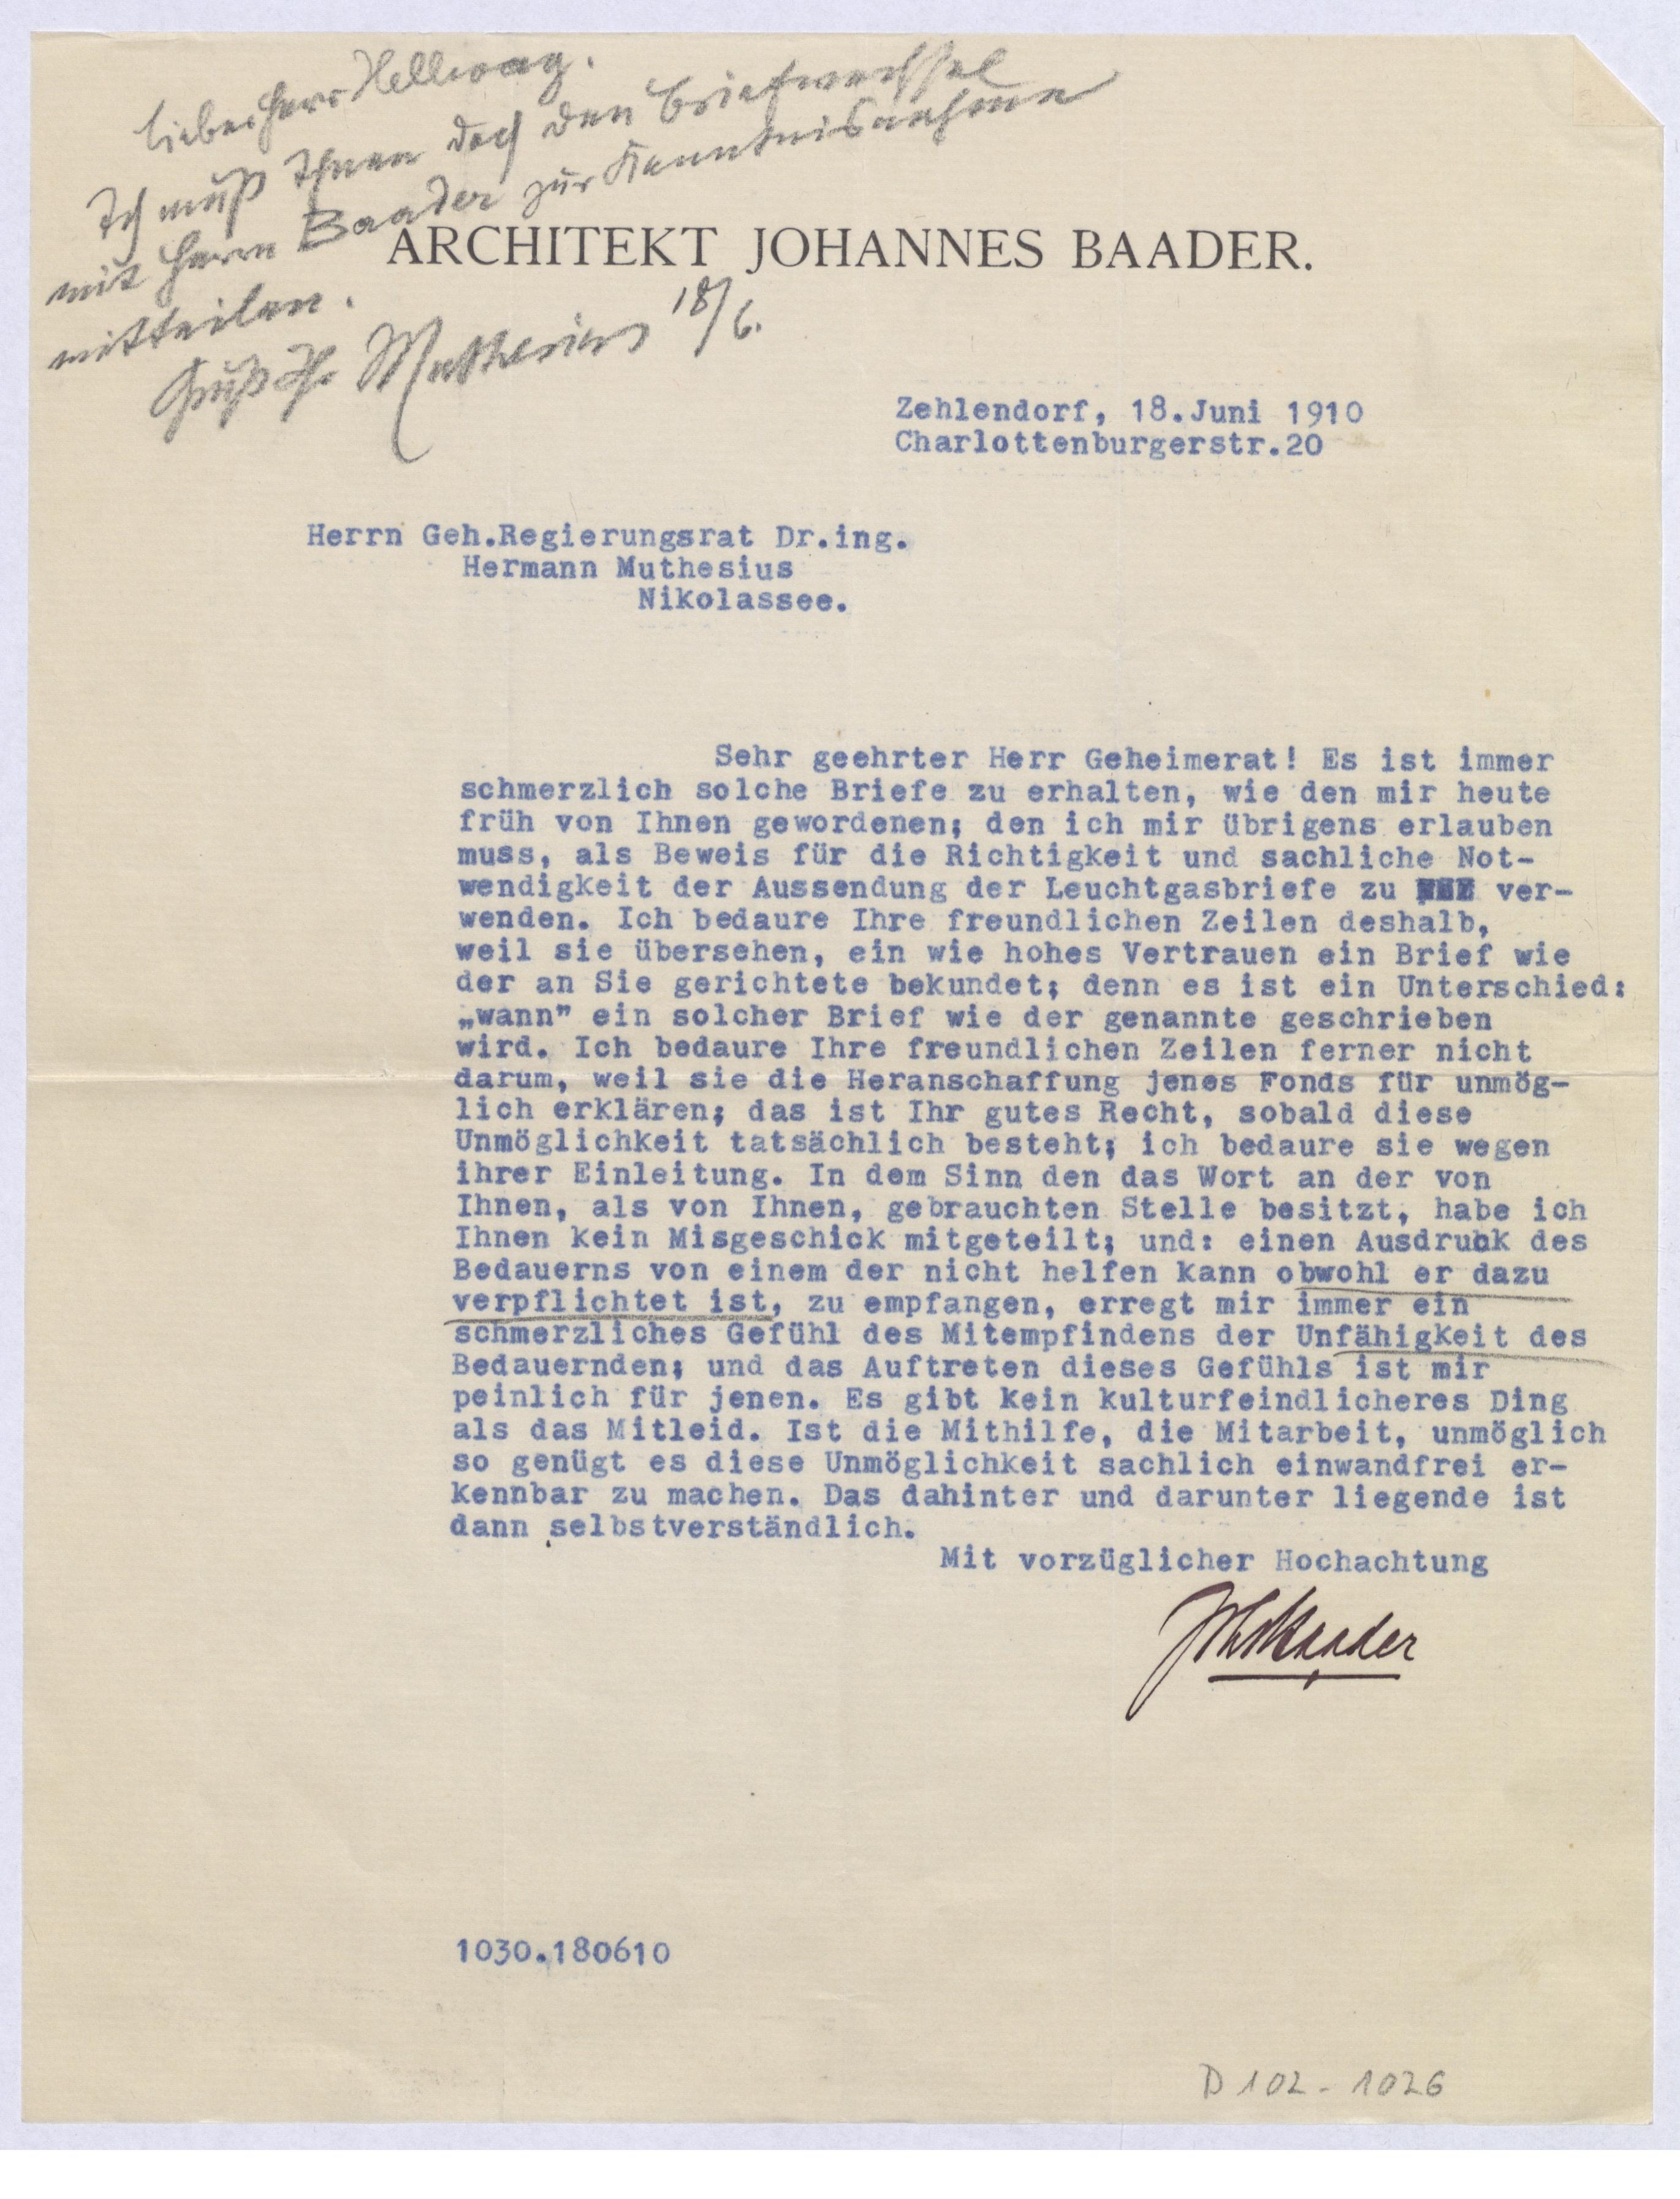 Lieber Herr Hellwag.
Ich muß Ihnen doch den Briefwechsel
mit Herrn Baader zur Kenntnisnahme
mitteilen.
Gruß Ihr Muthesius 18/6.
ARCHITEKT JOHANNES BAADER.
Zehlendorf, 18.Juni 1910
Charlottenburgerstr.20
Herrn Geh.Regierungsrat Dr.ing.
Hermann Muthesius
Nikolassee.
Sehr geehrter Herr Geheimerat! Es ist immer
schmerzlich solche Briefe zu erhalten, wie den mir heute
früh von Ihnen gewordenen; den ich mir übrigens erlauben
muss, als Beweis für die Richtigkeit und sachliche Not-
wendigkeit der Aussendung der Leuchtgasbriefe zu ver-
wenden. Ich bedaure Ihre freundlichen Zeilen deshalb,
weil sie übersehen, ein wie hohes Vertrauen ein Brief wie
der an Sie gerichtete bekundet; denn es ist ein Unterschied:
„wann” ein solcher Brief wie der genannte geschrieben
wird. Ich bedaure Ihre freundlichen Zeilen ferner nicht
darum, weil sie die Heranschaffung jenes Fonds für unmög-
lich erklären; das ist Ihr gutes Recht, sobald diese
Unmöglichkeit tatsächlich besteht; ich bedaure sie wegen
ihrer Einleitung. In dem Sinn den das Wort an der von
Ihnen, als von Ihnen, gebrauchten Stelle besitzt, habe ich
Ihnen kein Misgeschick mitgeteilt; und: einen Ausdruck des
Bedauerns von einem der nicht helfen kann obwohl er dazu
verpflichtet ist, zu empfangen, erregt mir immer ein
schmerzliches Gefühl des Mitempfindens der Unfähigkeit des
Bedauernden; und das Auftreten dieses Gefühls ist mir
peinlich für jenen. Es gibt kein kulturfeindlicheres Ding
als das Mitleid. Ist die Mithilfe, die Mitarbeit, unmöglich
so genügt es diese Unmöglichkeit sachlich einwandfrei er-
kennbar zu machen. Das dahinter und darunter liegende ist
dann selbstverständlich.
Mit vorzüglicher Hochachtung
JohsBaader
1030.180610
D 102 - 1026